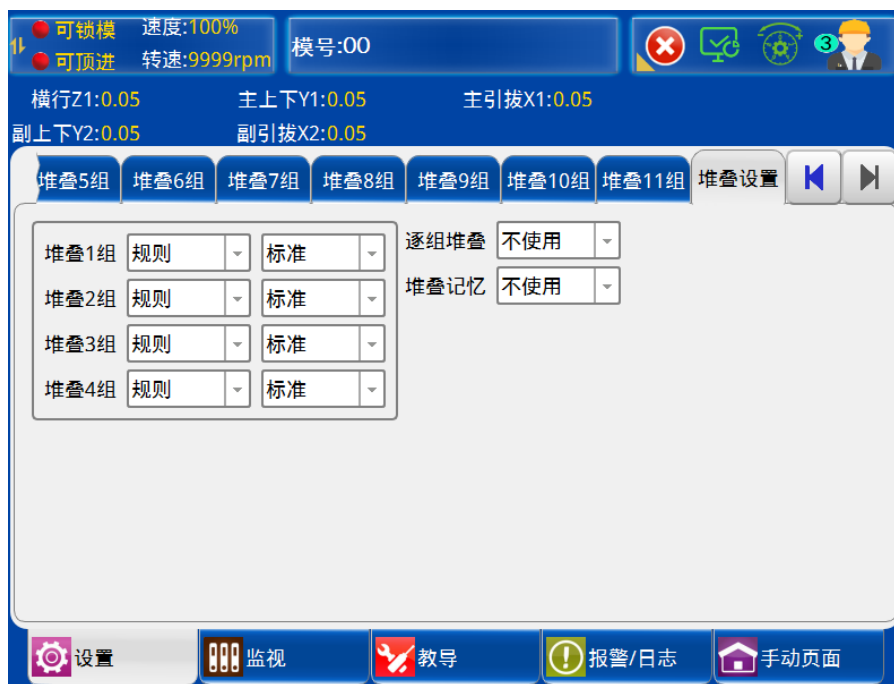 可锁模 速度:100%
可顶进 转速:9999rpm
模号:00
3
横行Z1:0.05 主上下Y1:0.05 主引拔X1:0.05
副上下Y2:0.05 副引拔X2:0.05
堆叠5组 堆叠6组 堆叠7组 堆叠8组 堆叠9组 堆叠10组 堆叠11组 堆叠设置
堆叠1组 规则 标准 逐组堆叠 不使用
堆叠2组 规则 标准 堆叠记忆 不使用
堆叠3组 规则 标准
堆叠4组 规则 标准
设置 监视 教导 报警/日志 手动页面